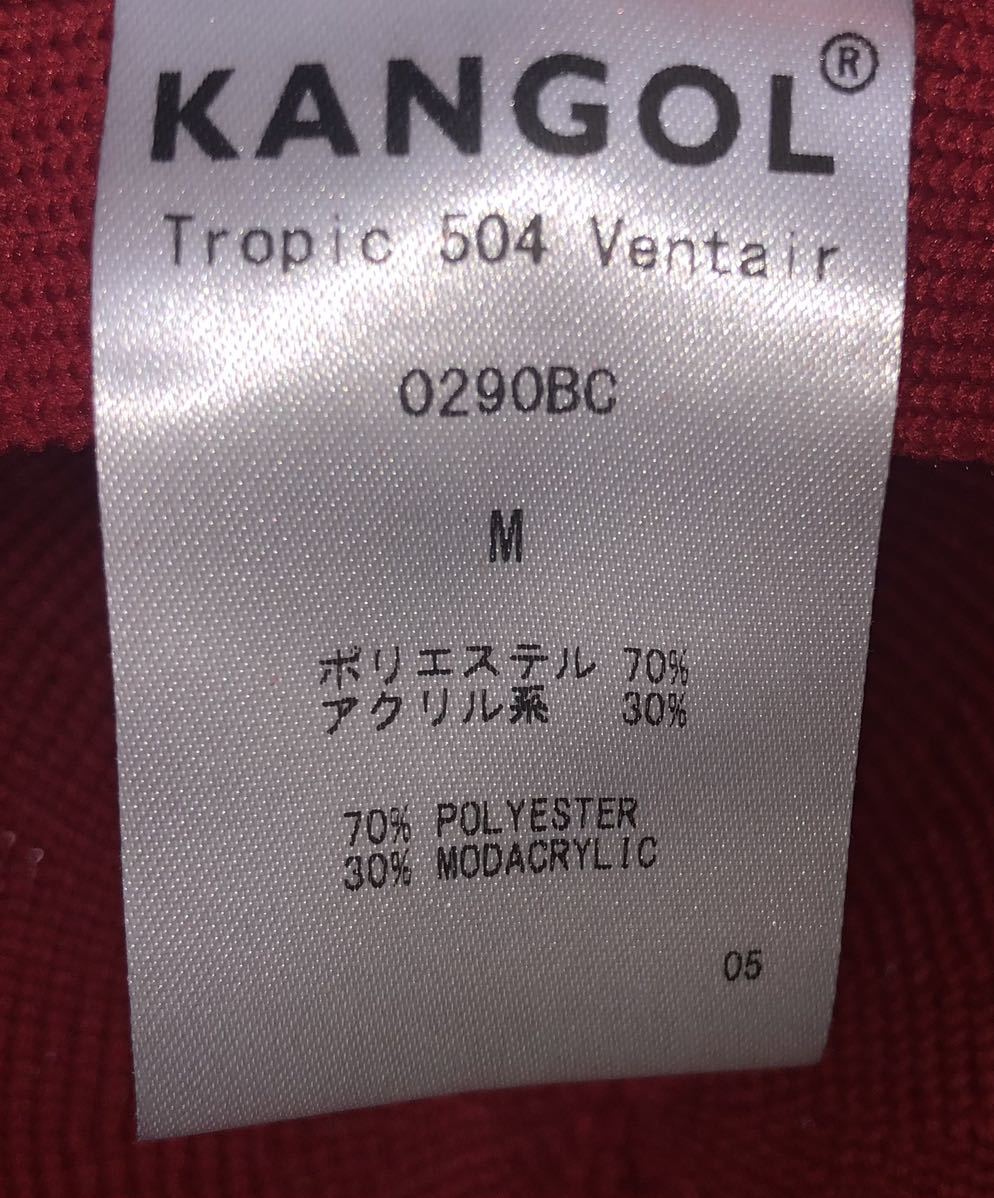 KANGOL®
Tropic 504 Ventair
0290BC
M
ポリエステル 70%
アクリル系 30%
70% POLYESTER
30% MODACRYLIC
05